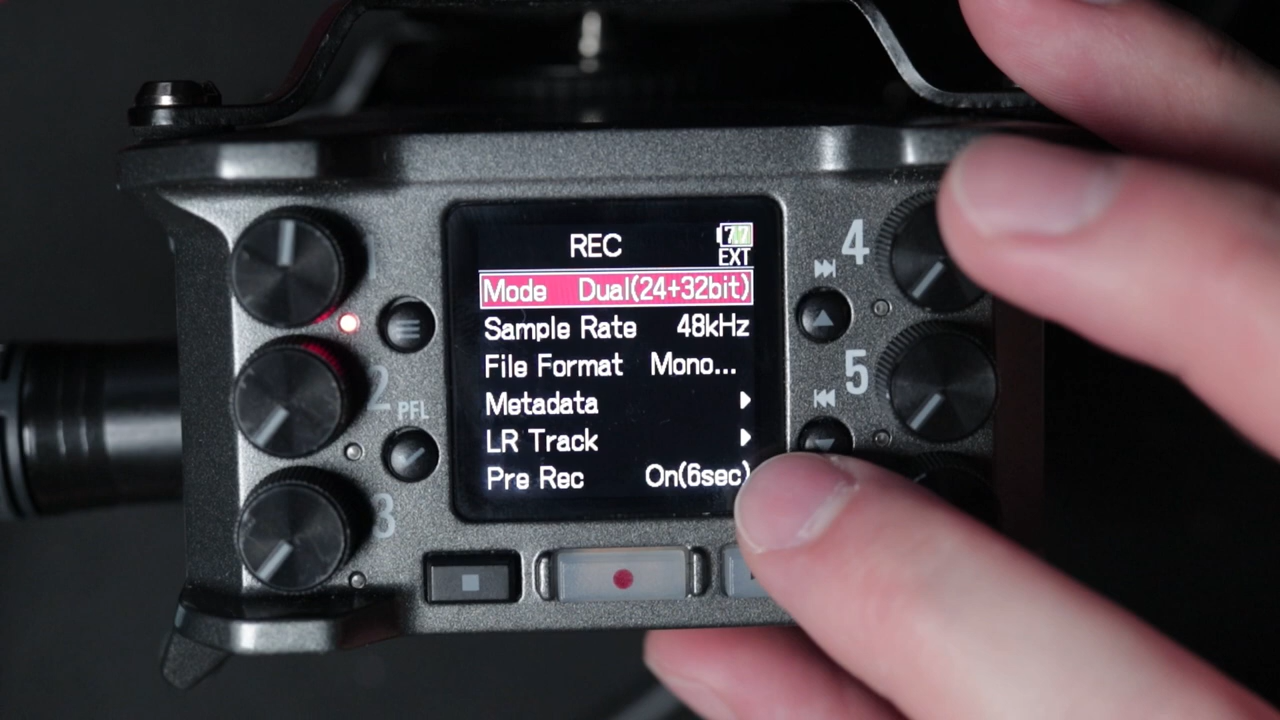 REC
77
EXT
Mode Dual(24+32bit)
Sample Rate 48kHz
File Format Mono...
Metadata
LR Track
Pre Rec On(6sec)
2
PFL
3
4
5